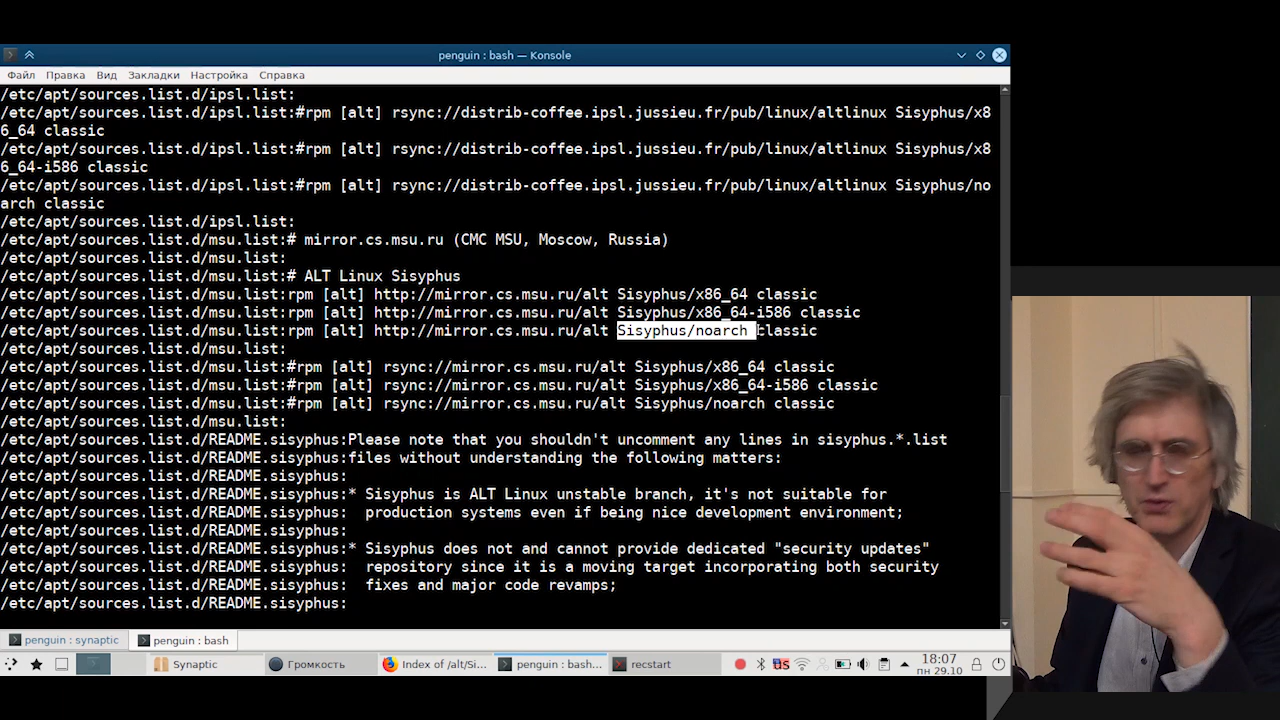 penguin : bash — Konsole
Файл Правка Вид Закладки Настройка Справка
/etc/apt/sources.list.d/ipsl.list:
/etc/apt/sources.list.d/ipsl.list:#rpm [alt] rsync://distrib-coffee.ipsl.jussieu.fr/pub/linux/altlinux Sisyphus/x8
6_64 classic
/etc/apt/sources.list.d/ipsl.list:#rpm [alt] rsync://distrib-coffee.ipsl.jussieu.fr/pub/linux/altlinux Sisyphus/x8
6_64-i586 classic
/etc/apt/sources.list.d/ipsl.list:#rpm [alt] rsync://distrib-coffee.ipsl.jussieu.fr/pub/linux/altlinux Sisyphus/no
arch classic
/etc/apt/sources.list.d/ipsl.list:
/etc/apt/sources.list.d/msu.list:# mirror.cs.msu.ru (CMC MSU, Moscow, Russia)
/etc/apt/sources.list.d/msu.list:
/etc/apt/sources.list.d/msu.list:# ALT Linux Sisyphus
/etc/apt/sources.list.d/msu.list:rpm [alt] http://mirror.cs.msu.ru/alt Sisyphus/x86_64 classic
/etc/apt/sources.list.d/msu.list:rpm [alt] http://mirror.cs.msu.ru/alt Sisyphus/x86_64-i586 classic
/etc/apt/sources.list.d/msu.list:rpm [alt] http://mirror.cs.msu.ru/alt Sisyphus/noarch classic
/etc/apt/sources.list.d/msu.list:
/etc/apt/sources.list.d/msu.list:#rpm [alt] rsync://mirror.cs.msu.ru/alt Sisyphus/x86_64 classic
/etc/apt/sources.list.d/msu.list:#rpm [alt] rsync://mirror.cs.msu.ru/alt Sisyphus/x86_64-i586 classic
/etc/apt/sources.list.d/msu.list:#rpm [alt] rsync://mirror.cs.msu.ru/alt Sisyphus/noarch classic
/etc/apt/sources.list.d/msu.list:
/etc/apt/sources.list.d/README.sisyphus:Please note that you shouldn't uncomment any lines in sisyphus.*.list
/etc/apt/sources.list.d/README.sisyphus:files without understanding the following matters:
/etc/apt/sources.list.d/README.sisyphus:
/etc/apt/sources.list.d/README.sisyphus:* Sisyphus is ALT Linux unstable branch, it's not suitable for
/etc/apt/sources.list.d/README.sisyphus:  production systems even if being nice development environment;
/etc/apt/sources.list.d/README.sisyphus:
/etc/apt/sources.list.d/README.sisyphus:* Sisyphus does not and cannot provide dedicated "security updates"
/etc/apt/sources.list.d/README.sisyphus:  repository since it is a moving target incorporating both security
/etc/apt/sources.list.d/README.sisyphus:  fixes and major code revamps;
/etc/apt/sources.list.d/README.sisyphus:
penguin : synaptic penguin : bash
Synaptic Громкость Index of /alt/Si... penguin : bash... recstart US 18:07
пн 29.10